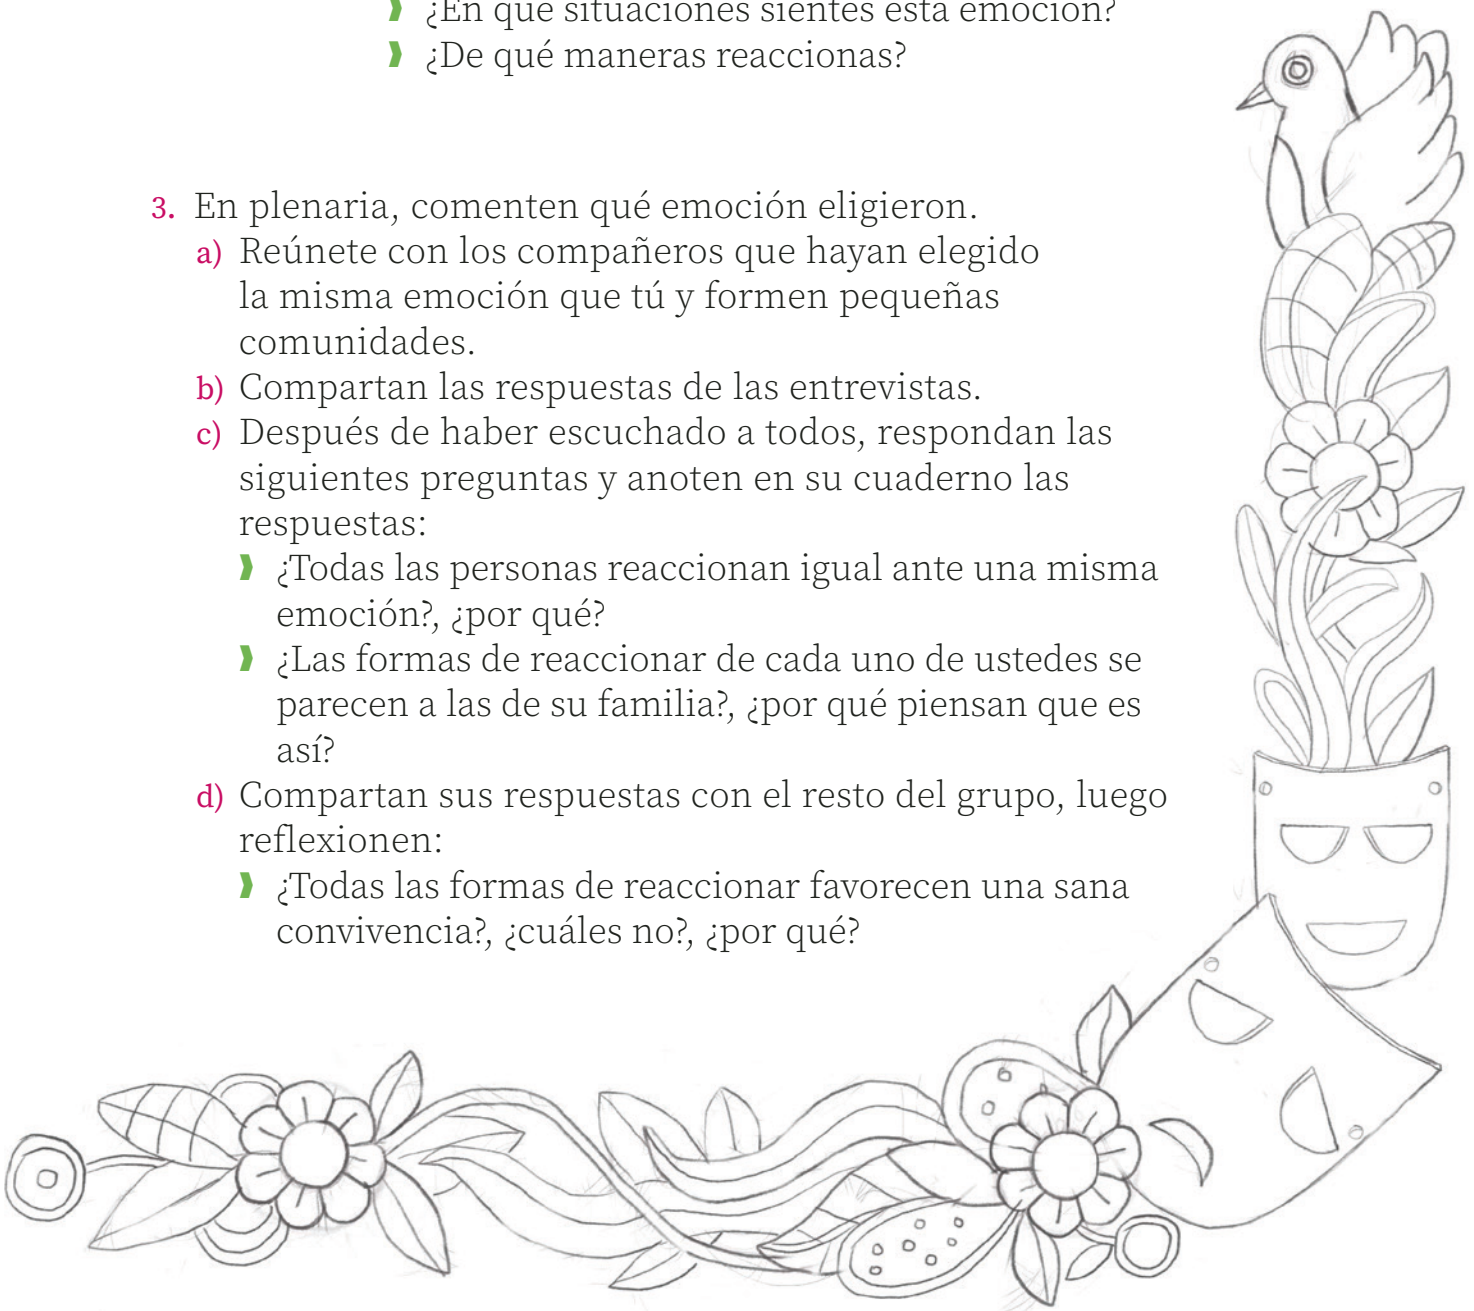 ¿En qué situaciones sientes esta emoción?
¿De qué maneras reaccionas?
3. En plenaria, comenten qué emoción eligieron.
a) Reúnete con los compañeros que hayan elegido
la misma emoción que tú y formen pequeñas
comunidades.
b) Compartan las respuestas de las entrevistas.
c) Después de haber escuchado a todos, respondan las
siguientes preguntas y anoten en su cuaderno las
respuestas:
¿Todas las personas reaccionan igual ante una misma
emoción?, ¿por qué?
¿Las formas de reaccionar de cada uno de ustedes se
parecen a las de su familia?, ¿por qué piensan que es
así?
d) Compartan sus respuestas con el resto del grupo, luego
reflexionen:
¿Todas las formas de reaccionar favorecen una sana
convivencia?, ¿cuáles no?, ¿por qué?